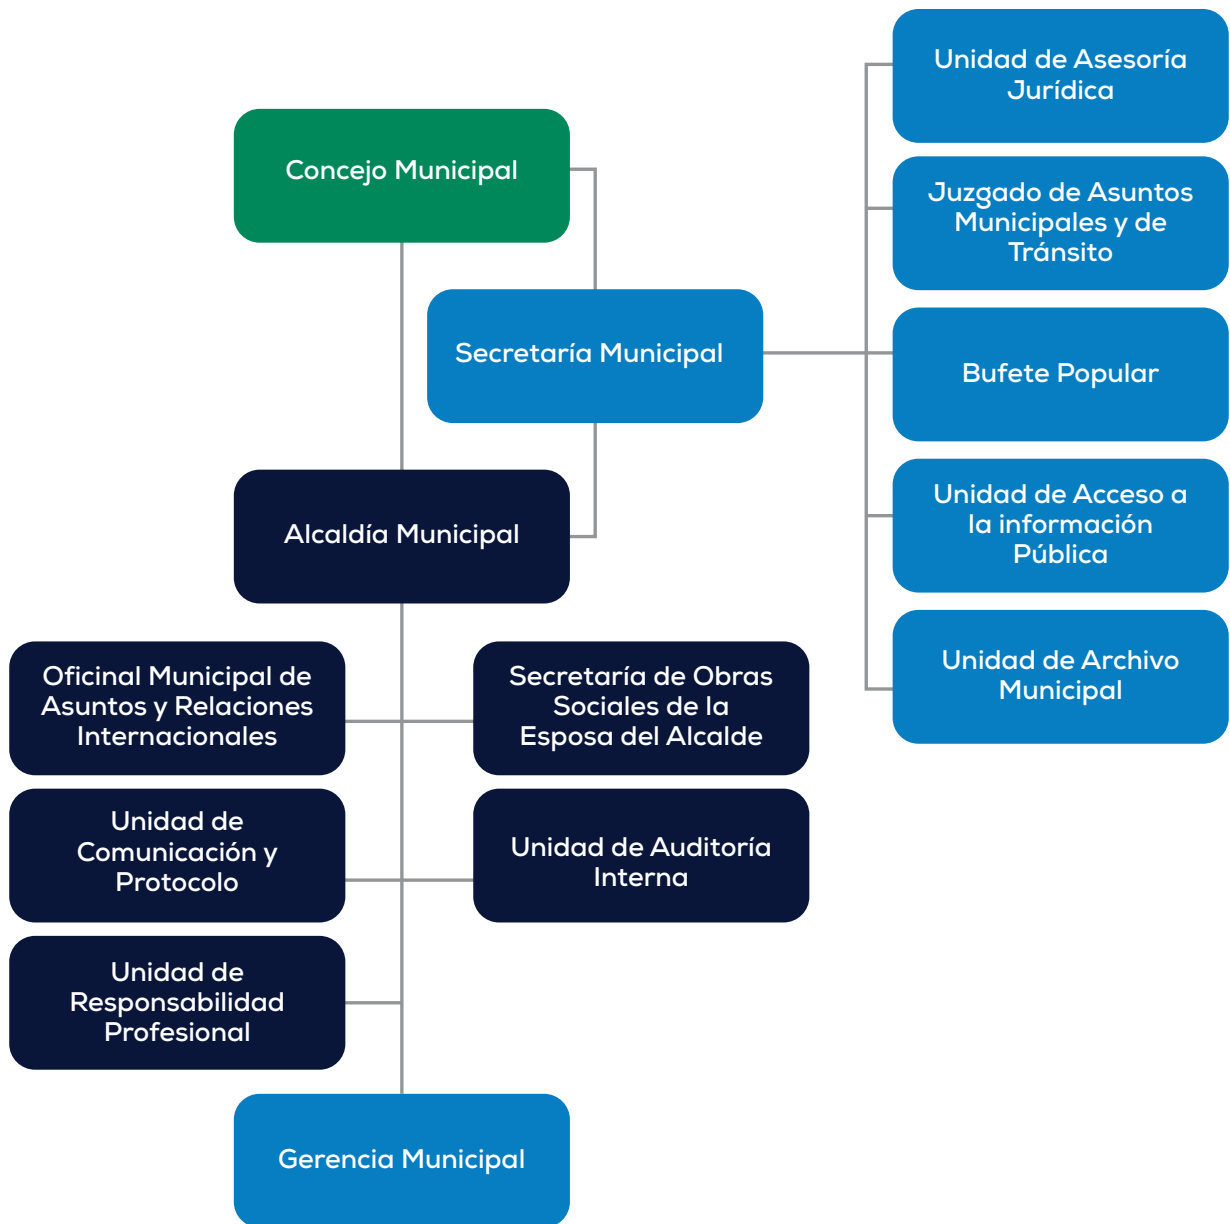 Concejo Municipal
Secretaría Municipal
Alcaldía Municipal
Unidad de Asesoría
Jurídica
Juzgado de Asuntos
Municipales y de
Tránsito
Bufete Popular
Unidad de Acceso a
la información
Pública
Unidad de Archivo
Municipal
Oficinal Municipal de
Asuntos y Relaciones
Internacionales
Secretaría de Obras
Sociales de la
Esposa del Alcalde
Unidad de
Comunicación y
Protocolo
Unidad de Auditoría
Interna
Unidad de
Responsabilidad
Profesional
Gerencia Municipal